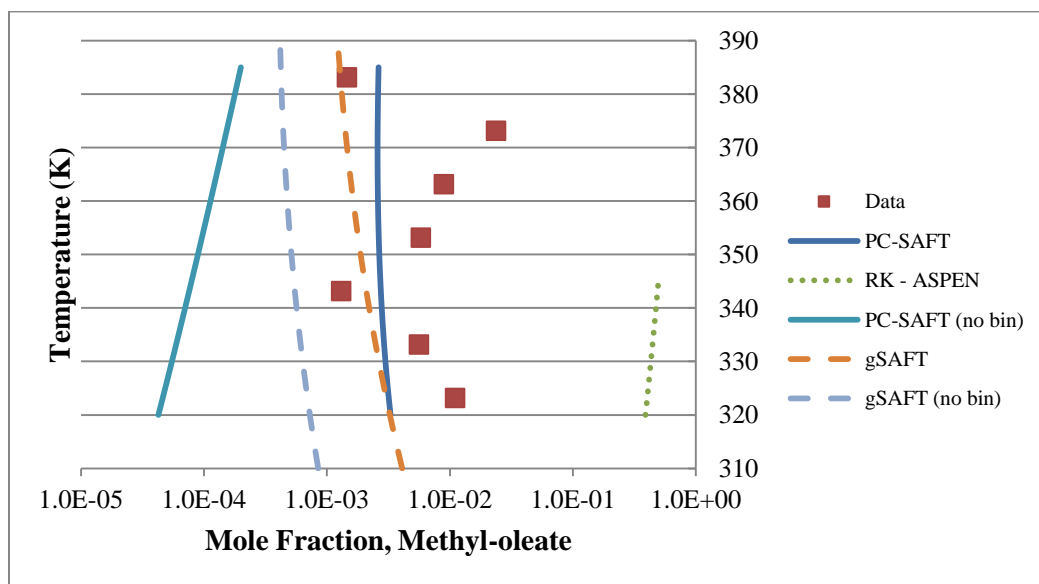 390
380
370
360
350
340
330
320
310
Temperature (K)
1.0E-05 1.0E-04 1.0E-03 1.0E-02 1.0E-01 1.0E+00
Mole Fraction, Methyl-oleate
Data
PC-SAFT
RK - ASPEN
PC-SAFT (no bin)
gSAFT
gSAFT (no bin)